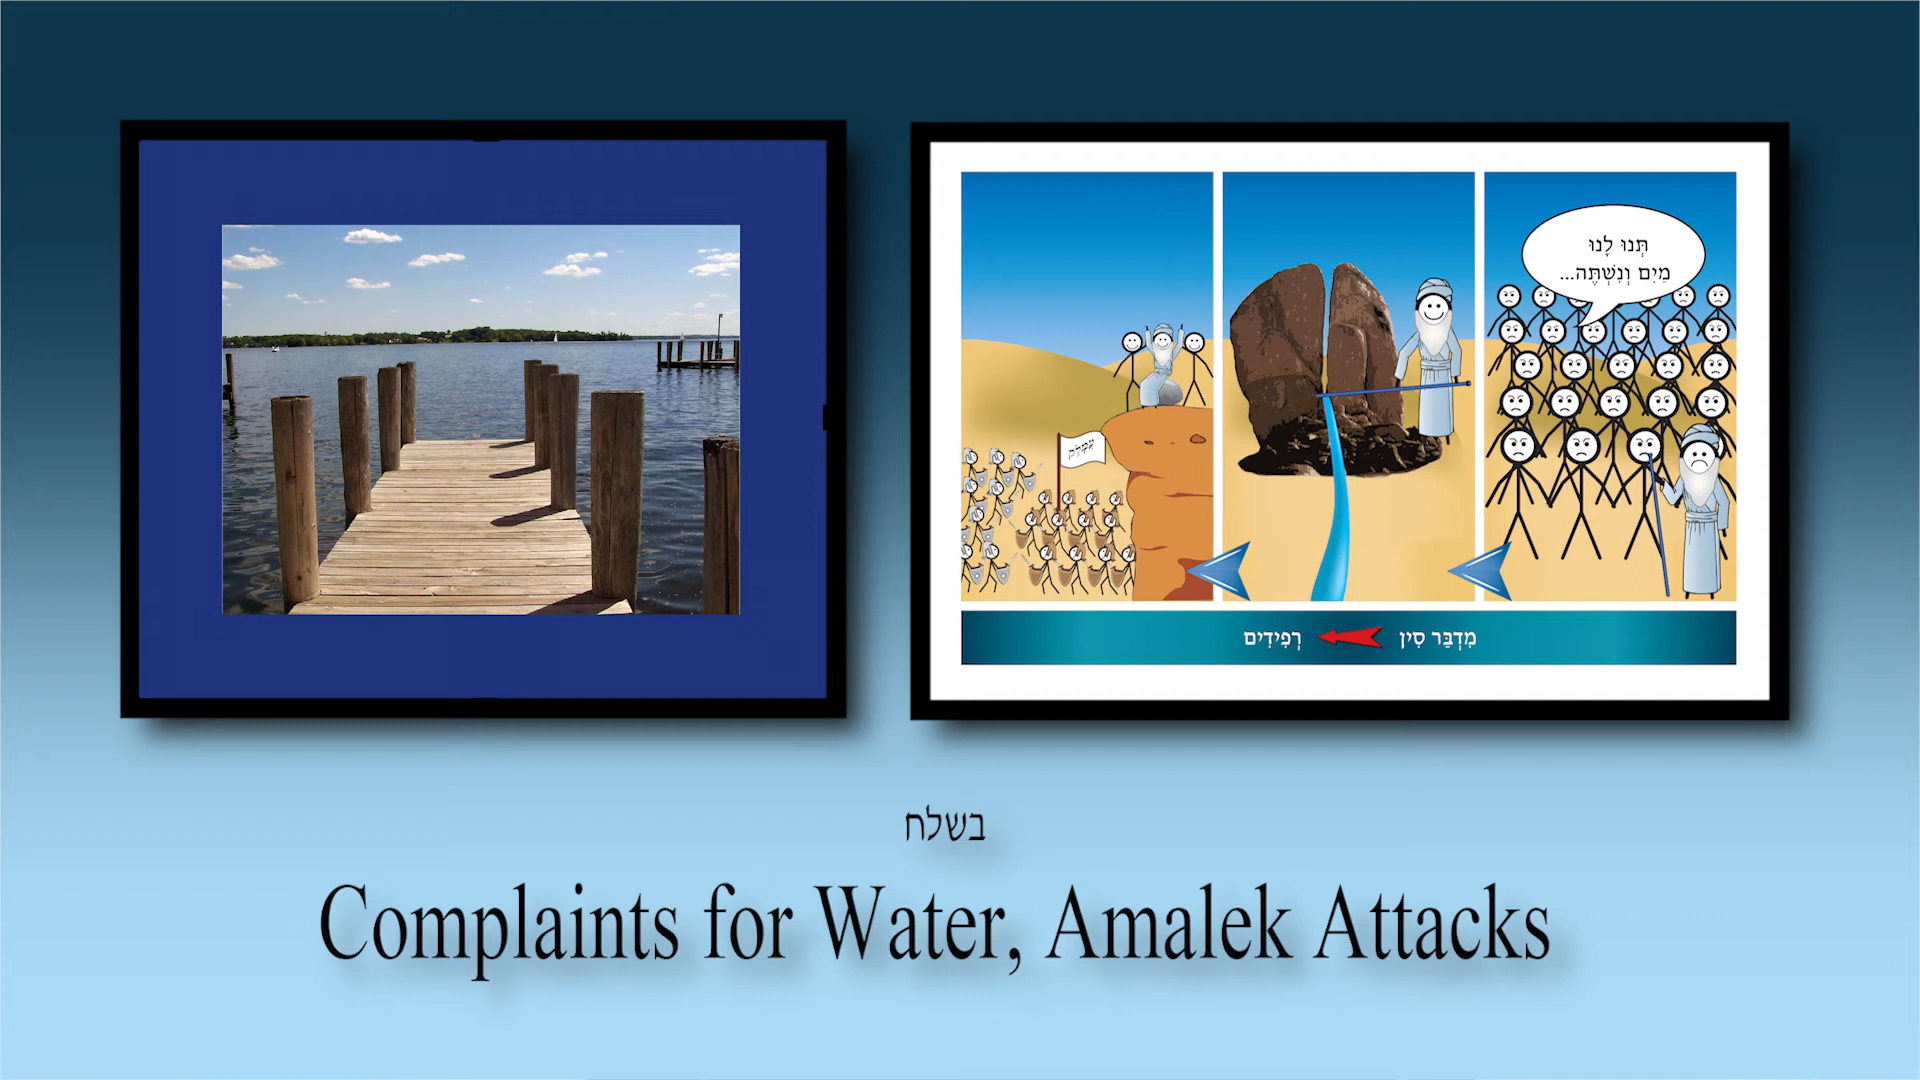 תְּנוּ לָנוּ
מַיִם וְנִשְׁתֶּה...
עֲמָלֵק
מִדְבַּר סִין
רְפִידִים
בשלח
Complaints for Water, Amalek Attacks